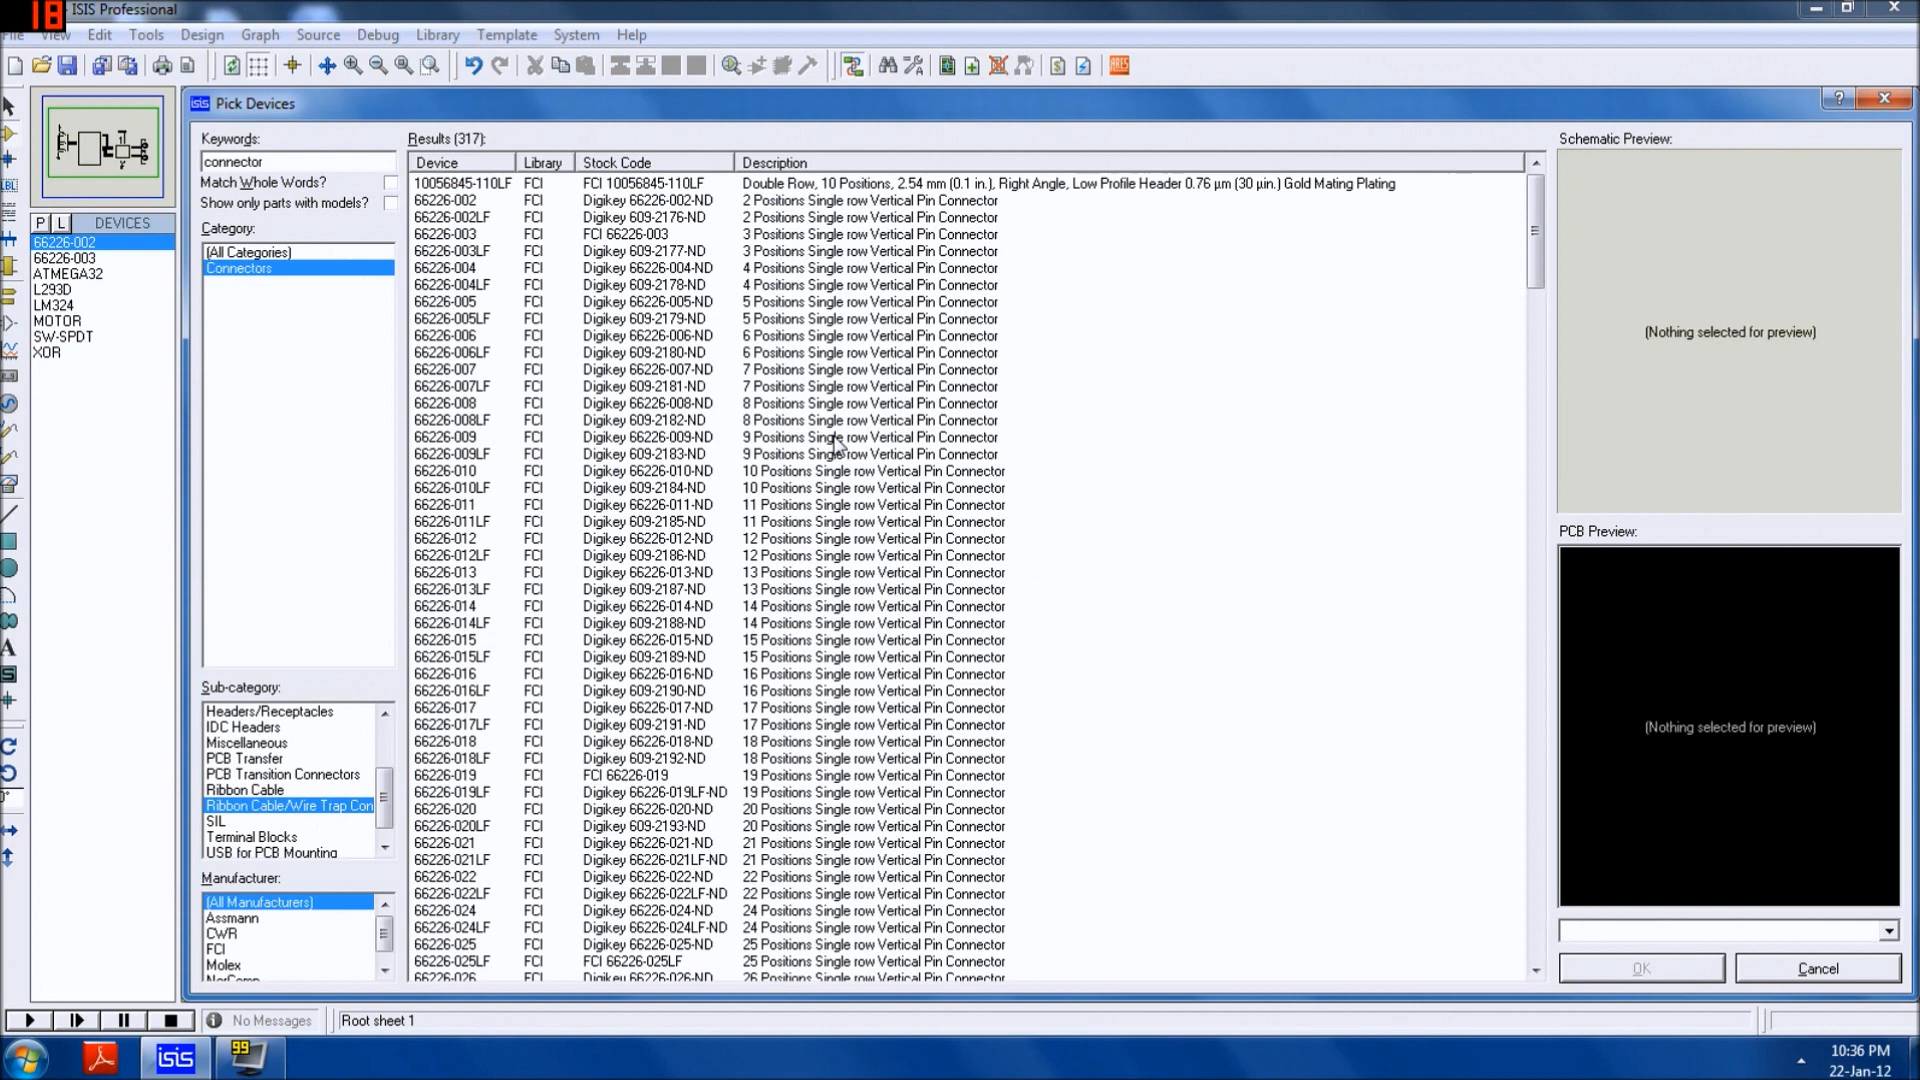 18 ISIS Professional
File View Edit Tools Design Graph Source Debug Library Template System Help
ARES
LBL
isis Pick Devices
P L DEVICES
66226-002
66226-003
ATMEGA32
L293D
LM324
MOTOR
SW-SPDT
XOR
A
S
0°
Keywords:
connector
Match Whole Words?
Show only parts with models?
Category:
(All Categories)
Connectors
Sub-category:
Headers/Receptacles
IDC Headers
Miscellaneous
PCB Transfer
PCB Transition Connectors
Ribbon Cable
Ribbon Cable/Wire Trap Con
SIL
Terminal Blocks
USB for PCB Mounting
Manufacturer:
(All Manufacturers)
Assmann
CWR
FCI
Molex
NorComp
Results (317):
Device Library Stock Code Description
10056845-110LF FCI FCI 10056845-110LF Double Row, 10 Positions, 2.54 mm (0.1 in.), Right Angle, Low Profile Header 0.76 µm (30 µin.) Gold Mating Plating
66226-002 FCI Digikey 66226-002-ND 2 Positions Single row Vertical Pin Connector
66226-002LF FCI Digikey 609-2176-ND 2 Positions Single row Vertical Pin Connector
66226-003 FCI FCI 66226-003 3 Positions Single row Vertical Pin Connector
66226-003LF FCI Digikey 609-2177-ND 3 Positions Single row Vertical Pin Connector
66226-004 FCI Digikey 66226-004-ND 4 Positions Single row Vertical Pin Connector
66226-004LF FCI Digikey 609-2178-ND 4 Positions Single row Vertical Pin Connector
66226-005 FCI Digikey 66226-005-ND 5 Positions Single row Vertical Pin Connector
66226-005LF FCI Digikey 609-2179-ND 5 Positions Single row Vertical Pin Connector
66226-006 FCI Digikey 66226-006-ND 6 Positions Single row Vertical Pin Connector
66226-006LF FCI Digikey 609-2180-ND 6 Positions Single row Vertical Pin Connector
66226-007 FCI Digikey 66226-007-ND 7 Positions Single row Vertical Pin Connector
66226-007LF FCI Digikey 609-2181-ND 7 Positions Single row Vertical Pin Connector
66226-008 FCI Digikey 66226-008-ND 8 Positions Single row Vertical Pin Connector
66226-008LF FCI Digikey 609-2182-ND 8 Positions Single row Vertical Pin Connector
66226-009 FCI Digikey 66226-009-ND 9 Positions Single row Vertical Pin Connector
66226-009LF FCI Digikey 609-2183-ND 9 Positions Single row Vertical Pin Connector
66226-010 FCI Digikey 66226-010-ND 10 Positions Single row Vertical Pin Connector
66226-010LF FCI Digikey 609-2184-ND 10 Positions Single row Vertical Pin Connector
66226-011 FCI Digikey 66226-011-ND 11 Positions Single row Vertical Pin Connector
66226-011LF FCI Digikey 609-2185-ND 11 Positions Single row Vertical Pin Connector
66226-012 FCI Digikey 66226-012-ND 12 Positions Single row Vertical Pin Connector
66226-012LF FCI Digikey 609-2186-ND 12 Positions Single row Vertical Pin Connector
66226-013 FCI Digikey 66226-013-ND 13 Positions Single row Vertical Pin Connector
66226-013LF FCI Digikey 609-2187-ND 13 Positions Single row Vertical Pin Connector
66226-014 FCI Digikey 66226-014-ND 14 Positions Single row Vertical Pin Connector
66226-014LF FCI Digikey 609-2188-ND 14 Positions Single row Vertical Pin Connector
66226-015 FCI Digikey 66226-015-ND 15 Positions Single row Vertical Pin Connector
66226-015LF FCI Digikey 609-2189-ND 15 Positions Single row Vertical Pin Connector
66226-016 FCI Digikey 66226-016-ND 16 Positions Single row Vertical Pin Connector
66226-016LF FCI Digikey 609-2190-ND 16 Positions Single row Vertical Pin Connector
66226-017 FCI Digikey 66226-017-ND 17 Positions Single row Vertical Pin Connector
66226-017LF FCI Digikey 609-2191-ND 17 Positions Single row Vertical Pin Connector
66226-018 FCI Digikey 66226-018-ND 18 Positions Single row Vertical Pin Connector
66226-018LF FCI Digikey 609-2192-ND 18 Positions Single row Vertical Pin Connector
66226-019 FCI FCI 66226-019 19 Positions Single row Vertical Pin Connector
66226-019LF FCI Digikey 66226-019LF-ND 19 Positions Single row Vertical Pin Connector
66226-020 FCI Digikey 66226-020-ND 20 Positions Single row Vertical Pin Connector
66226-020LF FCI Digikey 609-2193-ND 20 Positions Single row Vertical Pin Connector
66226-021 FCI Digikey 66226-021-ND 21 Positions Single row Vertical Pin Connector
66226-021LF FCI Digikey 66226-021LF-ND 21 Positions Single row Vertical Pin Connector
66226-022 FCI Digikey 66226-022-ND 22 Positions Single row Vertical Pin Connector
66226-022LF FCI Digikey 66226-022LF-ND 22 Positions Single row Vertical Pin Connector
66226-024 FCI Digikey 66226-024-ND 24 Positions Single row Vertical Pin Connector
66226-024LF FCI Digikey 66226-024LF-ND 24 Positions Single row Vertical Pin Connector
66226-025 FCI Digikey 66226-025-ND 25 Positions Single row Vertical Pin Connector
66226-025LF FCI FCI 66226-025LF 25 Positions Single row Vertical Pin Connector
66226-026 FCI Digikey 66226-026-ND 26 Positions Single row Vertical Pin Connector
Schematic Preview:
(Nothing selected for preview)
PCB Preview:
(Nothing selected for preview)
OK Cancel
No Messages Root sheet 1
isis 99
10:36 PM
22-Jan-12